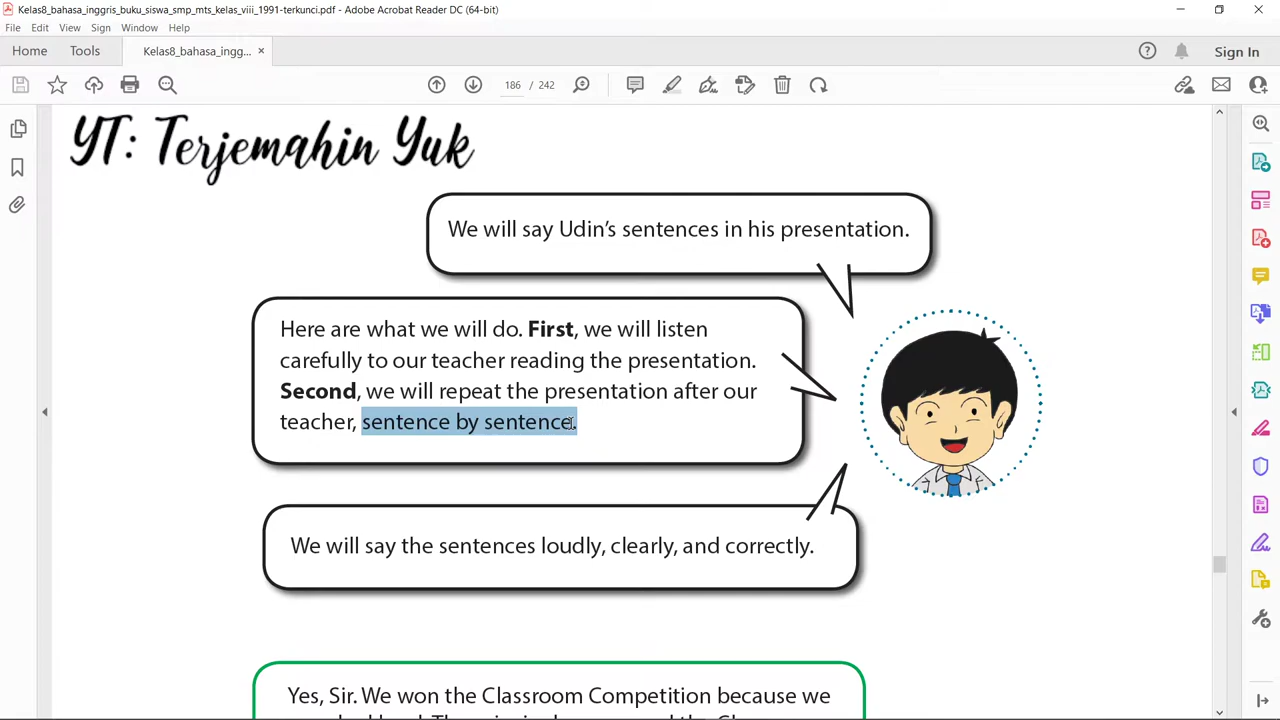 Kelas8_bahasa_inggris_buku_siswa_smp_mts_kelas_viii_1991-terkunci.pdf - Adobe Acrobat Reader DC (64-bit)
File Edit View Sign Window Help
Home Tools Kelas8_bahasa_ingg... × Sign In
186 / 242
YT: Terjemahin Yuk
We will say Udin's sentences in his presentation.
Here are what we will do. First, we will listen
carefully to our teacher reading the presentation.
Second, we will repeat the presentation after our
teacher, sentence by sentence.
We will say the sentences loudly, clearly, and correctly.
Yes, Sir. We won the Classroom Competition because we